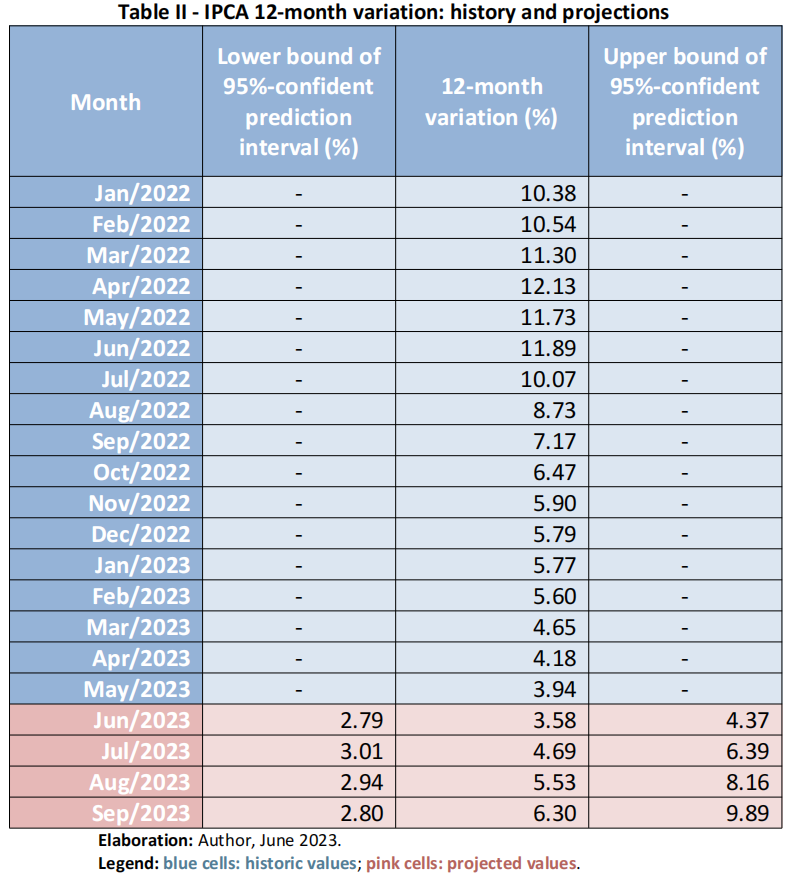 Table II - IPCA 12-month variation: history and projections
Month
Lower bound of
95%-confident
prediction
interval (%)
12-month
variation (%)
Upper bound of
95%-confident
prediction
interval (%)
Jan/2022 - 10.38 -
Feb/2022 - 10.54 -
Mar/2022 - 11.30 -
Apr/2022 - 12.13 -
May/2022 - 11.73 -
Jun/2022 - 11.89 -
Jul/2022 - 10.07 -
Aug/2022 - 8.73 -
Sep/2022 - 7.17 -
Oct/2022 - 6.47 -
Nov/2022 - 5.90 -
Dec/2022 - 5.79 -
Jan/2023 - 5.77 -
Feb/2023 - 5.60 -
Mar/2023 - 4.65 -
Apr/2023 - 4.18 -
May/2023 - 3.94 -
Jun/2023 2.79 3.58 4.37
Jul/2023 3.01 4.69 6.39
Aug/2023 2.94 5.53 8.16
Sep/2023 2.80 6.30 9.89
Elaboration: Author, June 2023.
Legend: blue cells: historic values; pink cells: projected values.